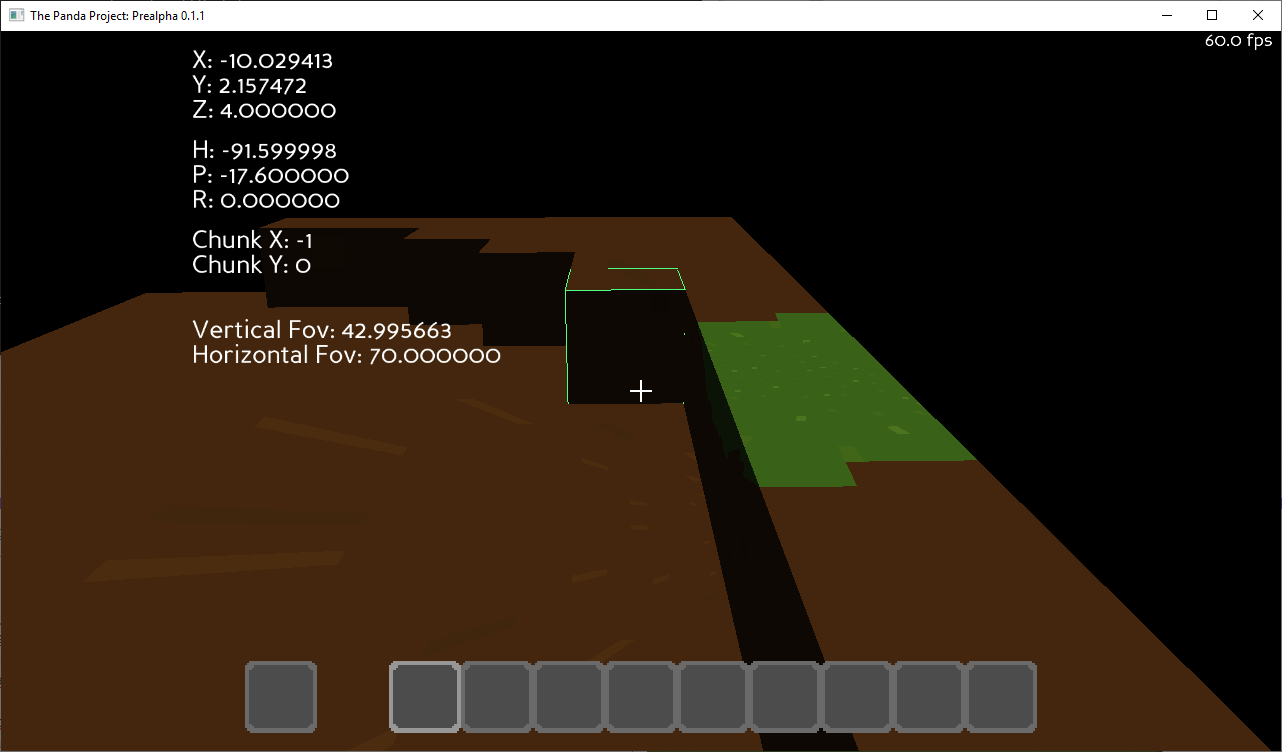 The Panda Project: Prealpha 0.1.1
60.0 fps
X: -10.029413
Y: 2.157472
Z: 4.000000
H: -91.599998
P: -17.600000
R: 0.000000
Chunk X: -1
Chunk Y: 0
Vertical Fov: 42.995663
Horizontal Fov: 70.000000